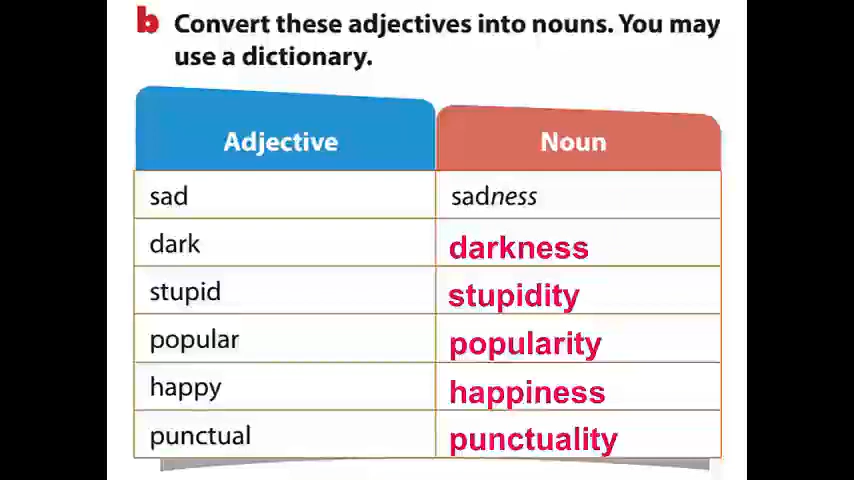 b Convert these adjectives into nouns. You may
use a dictionary.
Adjective Noun
sad sadness
dark darkness
stupid stupidity
popular popularity
happy happiness
punctual punctuality